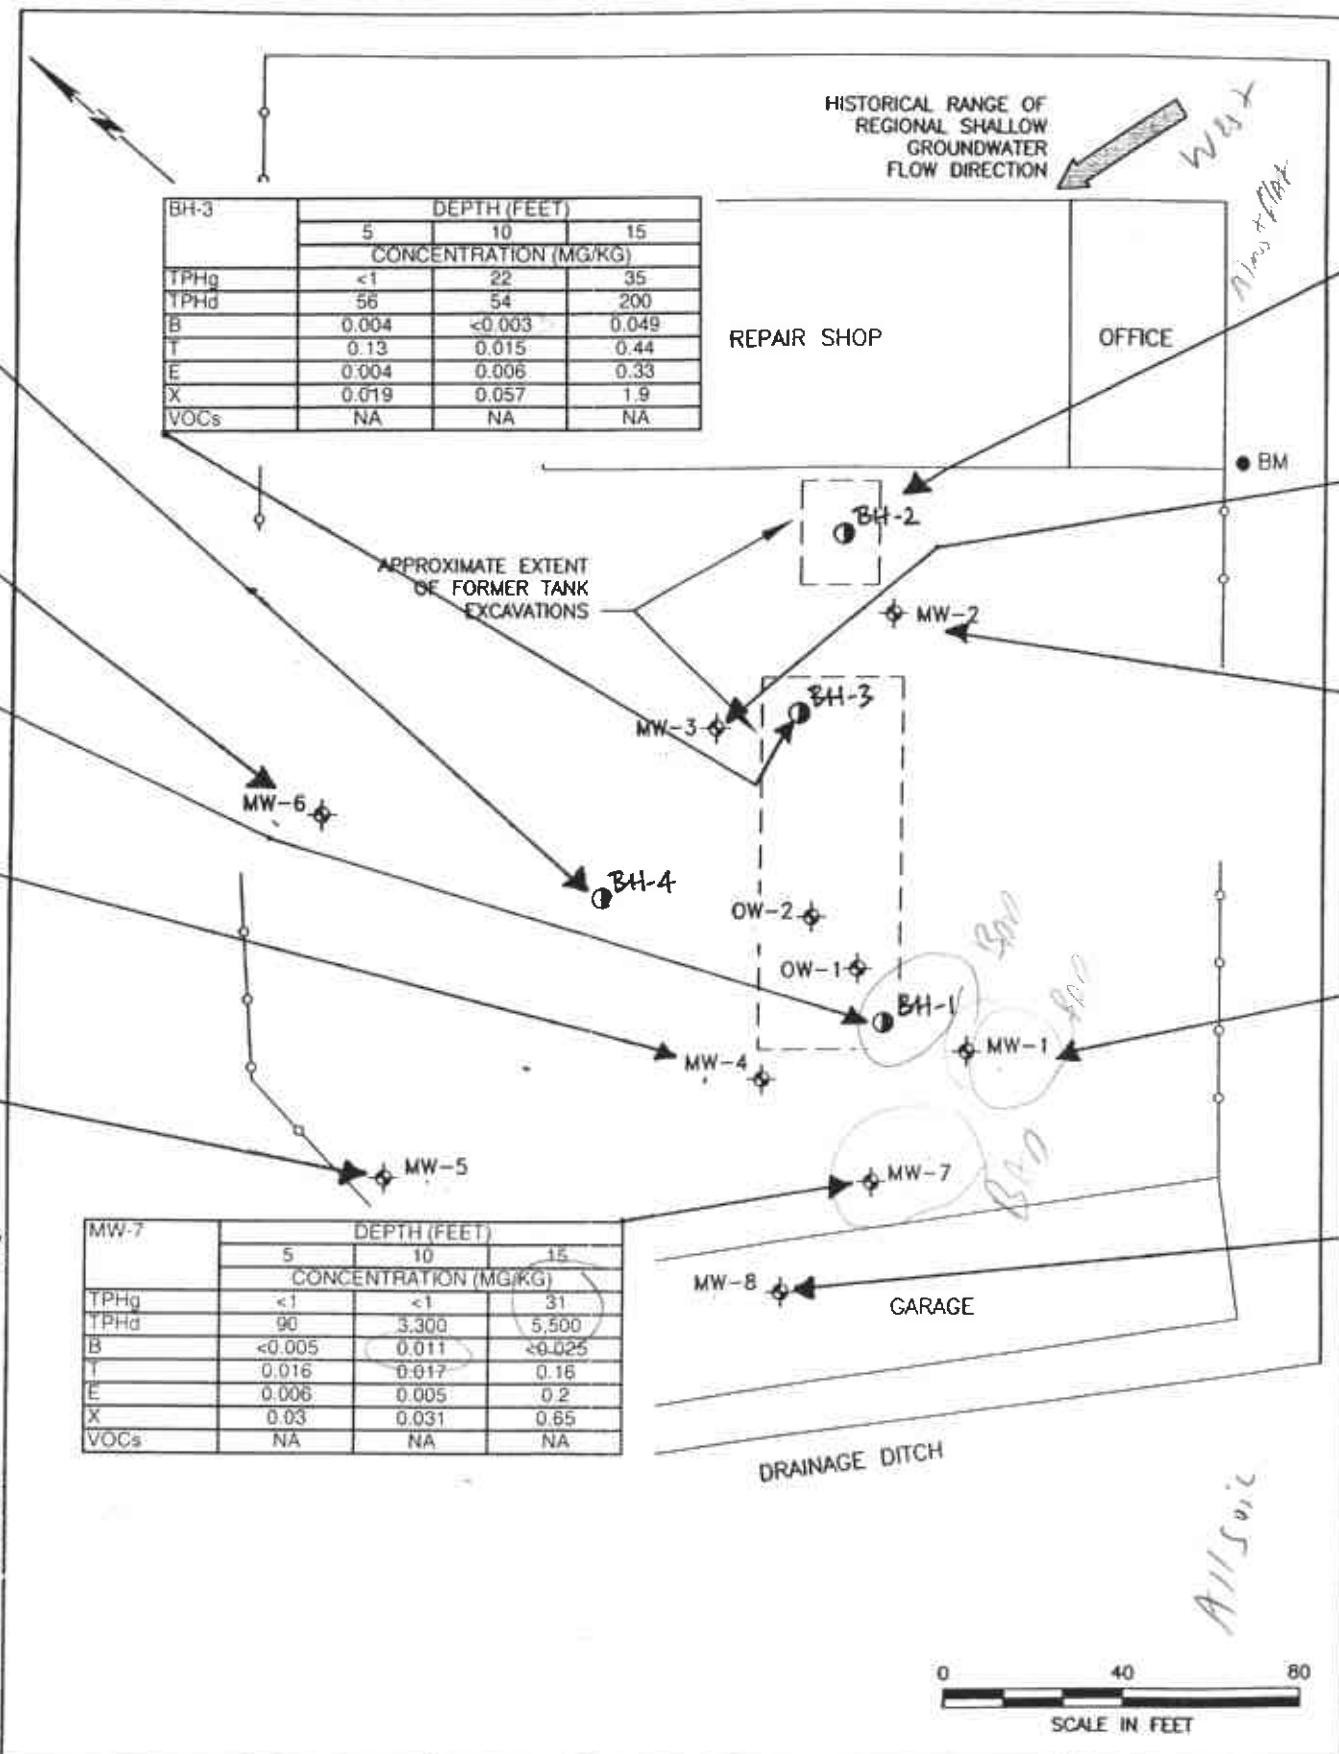 HISTORICAL RANGE OF
REGIONAL SHALLOW
GROUNDWATER
FLOW DIRECTION
West
BH-3 DEPTH (FEET)
5 10 15
CONCENTRATION (MG/KG)
TPHg <1 22 35
TPHd 56 54 200
B 0.004 <0.003 0.049
T 0.13 0.015 0.44
E 0.004 0.006 0.33
X 0.019 0.057 1.9
VOCs NA NA NA
REPAIR SHOP
OFFICE
BM
BH-2
APPROXIMATE EXTENT
OF FORMER TANK
EXCAVATIONS
MW-2
BH-3
MW-3
MW-6
BH-4
OW-2
OW-1
BAD
BH-1
BAD
MW-1
MW-4
MW-5
MW-7
BAD
MW-7 DEPTH (FEET)
5 10 15
CONCENTRATION (MG/KG)
TPHg <1 <1 31
TPHd 90 3,300 5,500
B <0.005 0.011 <0.025
T 0.016 0.017 0.16
E 0.006 0.005 0.2
X 0.03 0.031 0.65
VOCs NA NA NA
MW-8
GARAGE
DRAINAGE DITCH
All
0 40 80
SCALE IN FEET